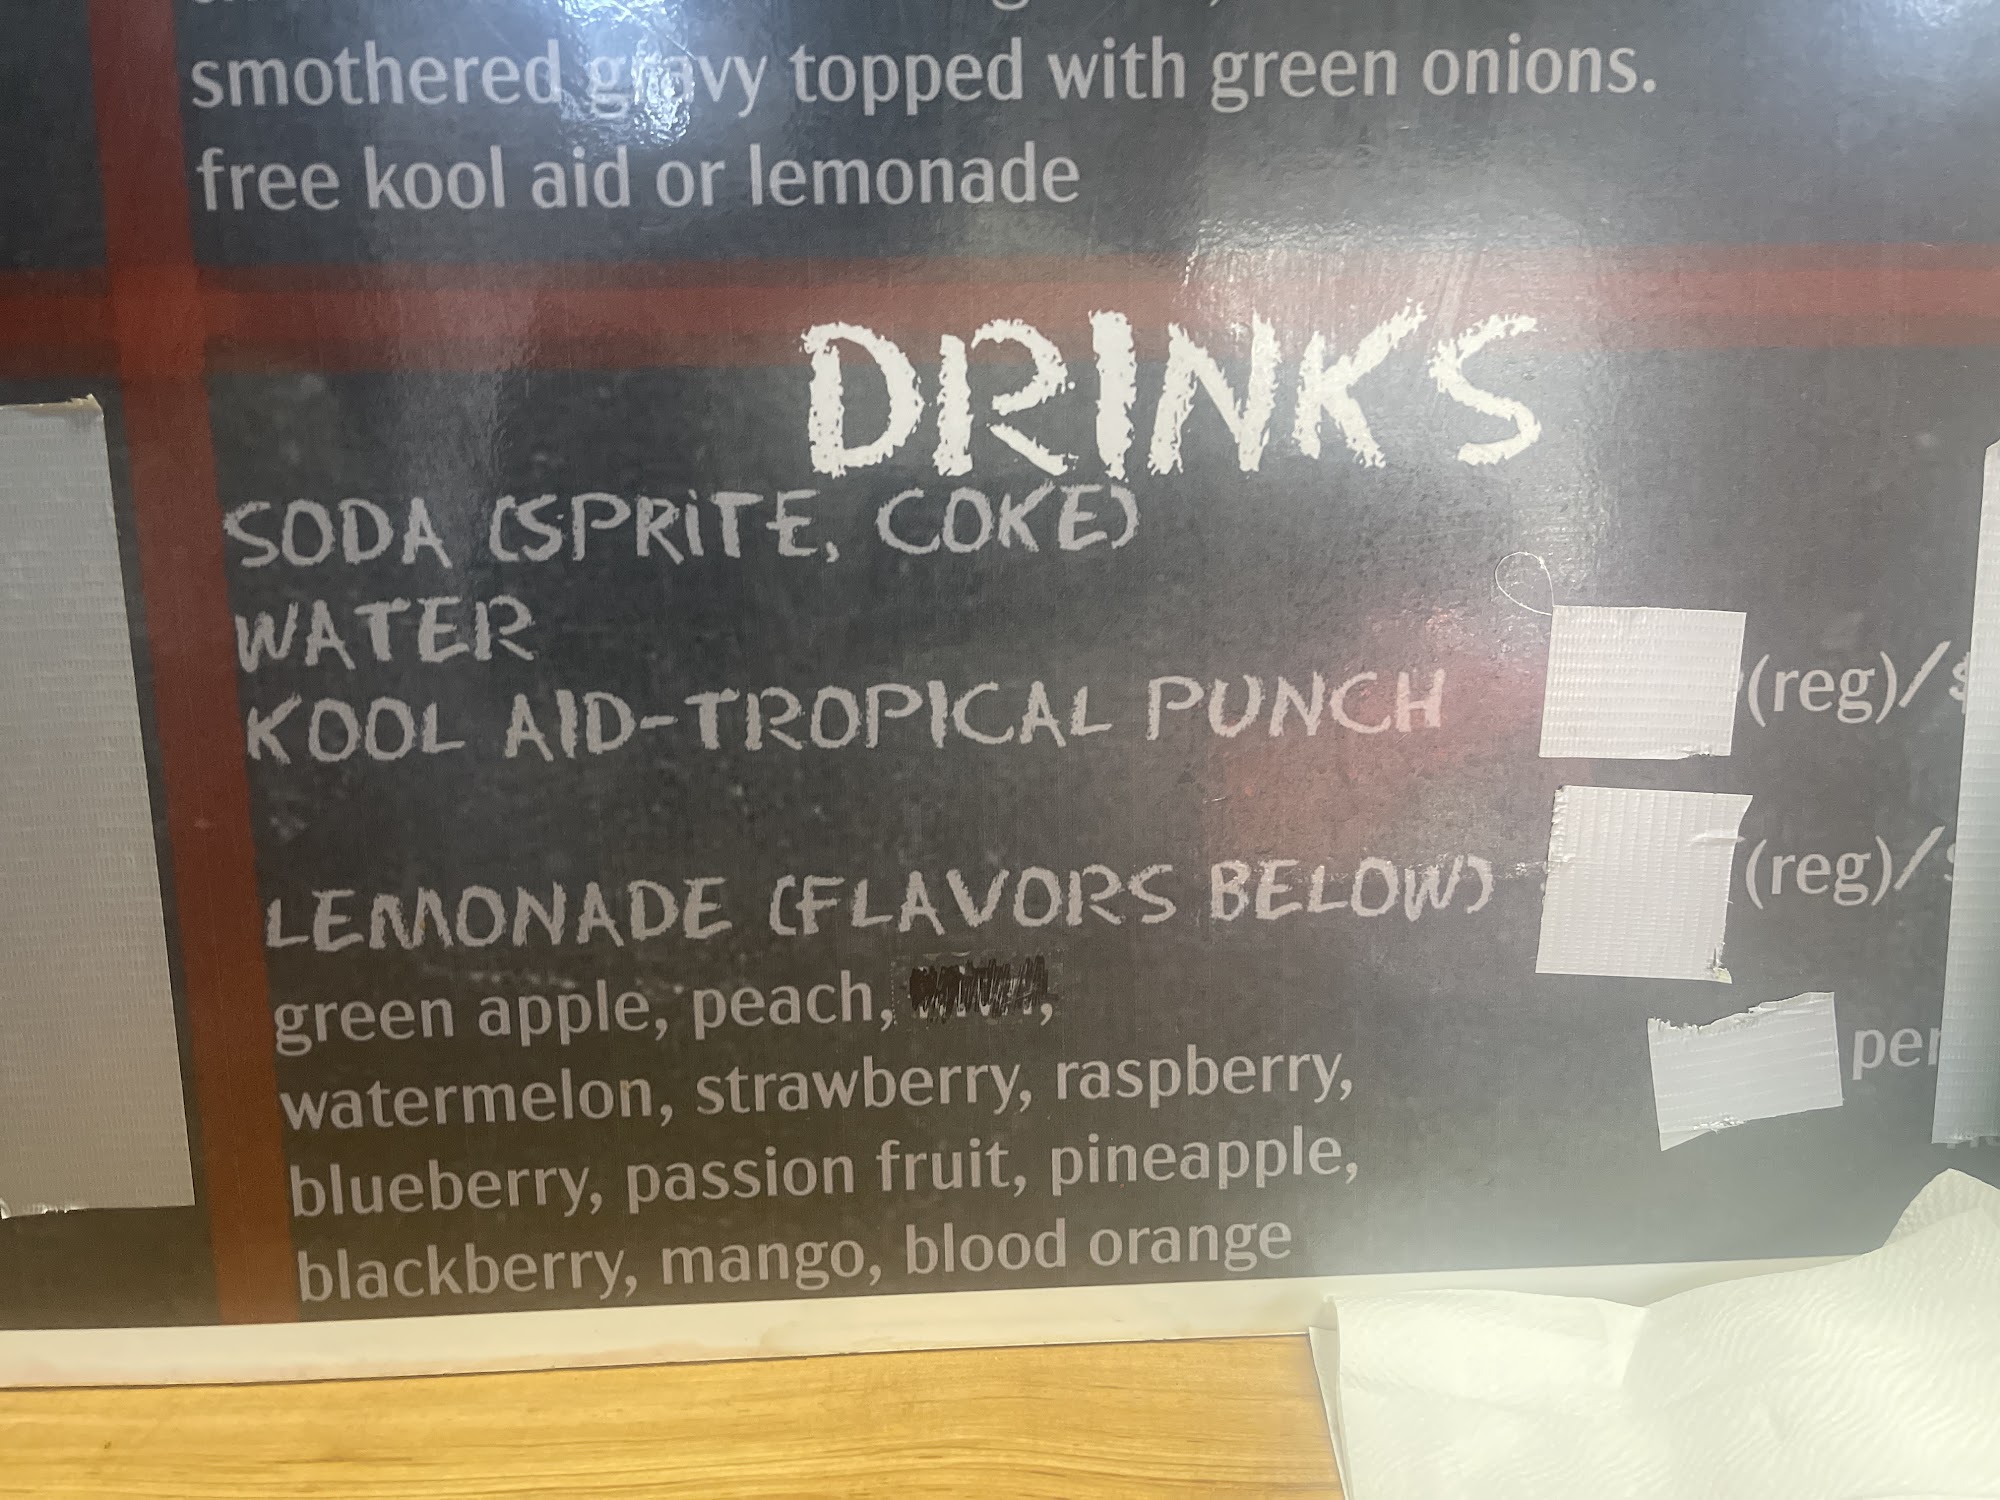 smothered gravy topped with green onions.
free kool aid or lemonade
DRINKS
SODA (SPRITE, COKE)
WATER
KOOL AID-TROPICAL PUNCH (reg)/$
LEMONADE (FLAVORS BELOW) (reg)/$
green apple, peach, ,
watermelon, strawberry, raspberry,
blueberry, passion fruit, pineapple,
blackberry, mango, blood orange